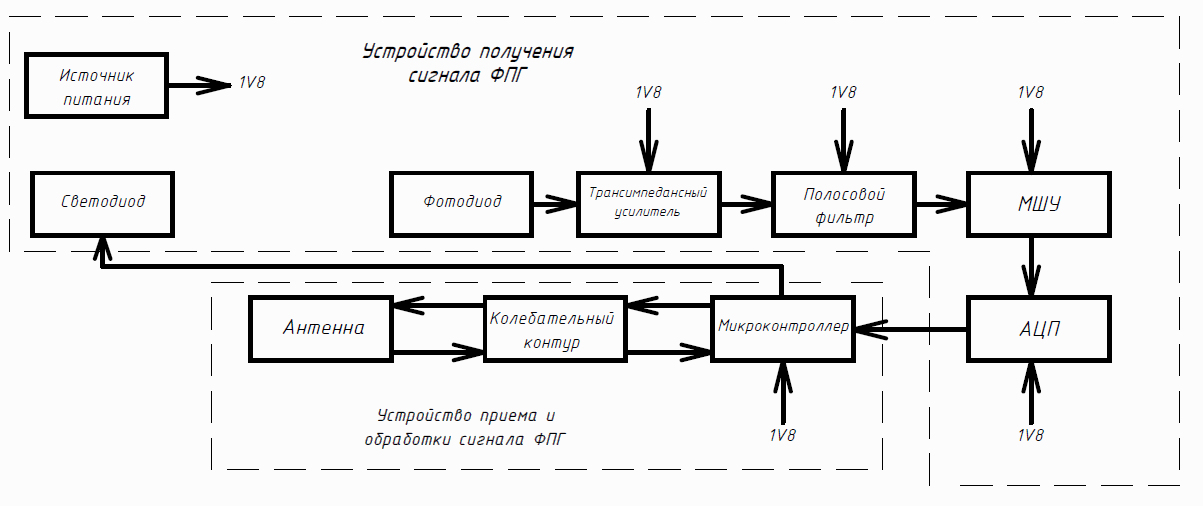 Устройство получения
сигнала ФПГ
Источник
питания
1V8
1V8
1V8
1V8
Светодиод
Фотодиод
Трансимпедансный
усилитель
Полосовой
фильтр
МШУ
Антенна
Колебательный
контур
Микроконтроллер
АЦП
Устройство приема и
обработки сигнала ФПГ
1V8
1V8